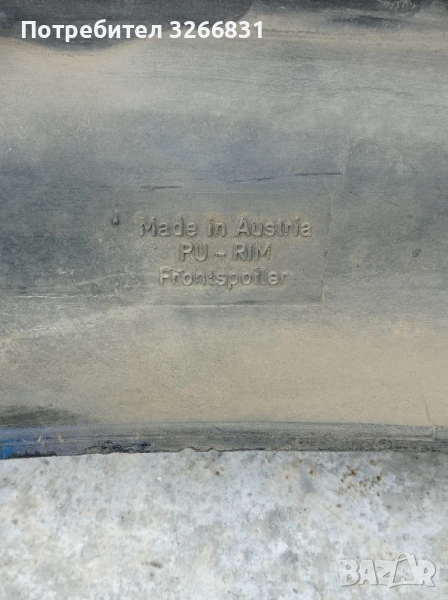 Потребител 3266831
Made in Austria
PU - RIM
Frontspoiler
BAZAR